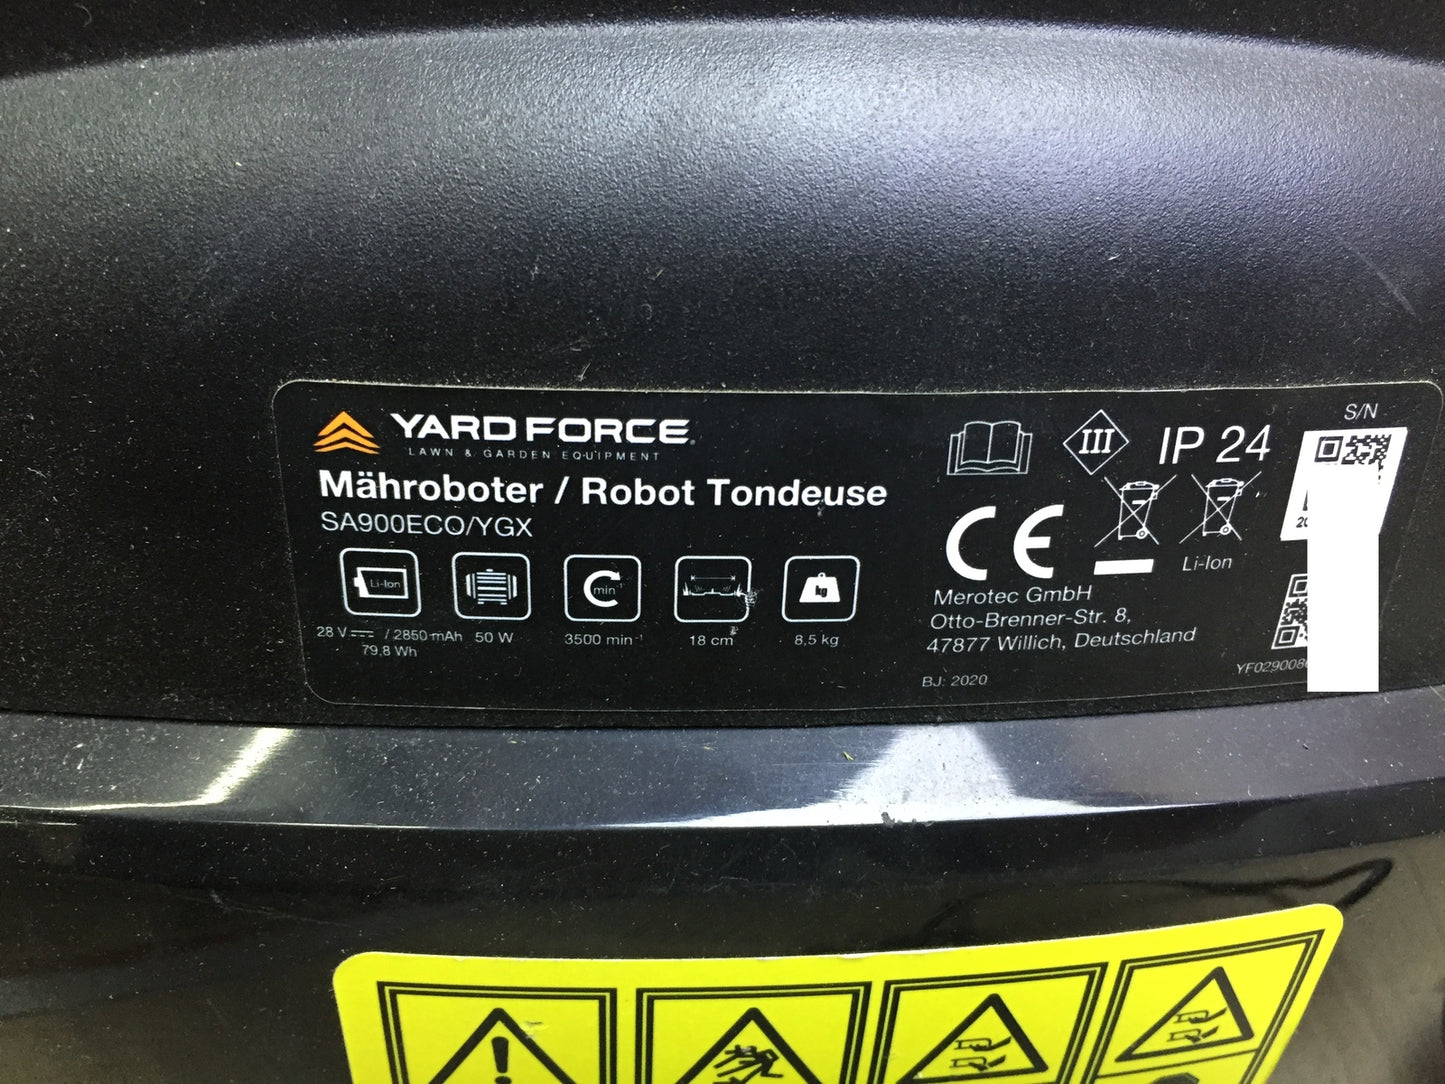 YARD FORCE
LAWN & GARDEN EQUIPMENT
Mähroboter / Robot Tondeuse
SA900ECO/YGX
Li-Ion
min⁻¹
kg
28 V / 2850 mAh
79,8 Wh
50 W
3500 min⁻¹
18 cm
8,5 kg
III
IP 24
CE
Li-Ion
Merotec GmbH
Otto-Brenner-Str. 8,
47877 Willich, Deutschland
BJ: 2020
S/N